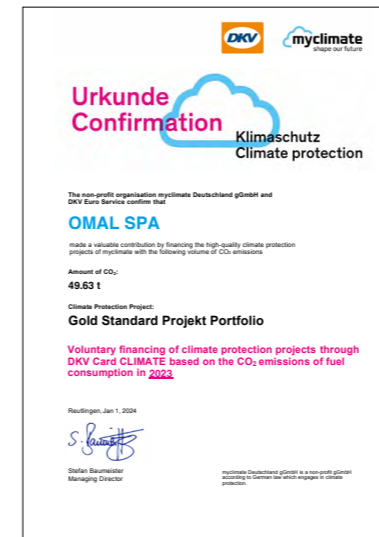 DKV
myclimate
shape our future
Urkunde
Confirmation
Klimaschutz
Climate protection
The non-profit organisation myclimate Deutschland gGmbH and
DKV Euro Service confirm that
OMAL SPA
made a valuable contribution by financing the high-quality climate protection
projects of myclimate with the following volume of CO₂ emissions
Amount of CO₂:
49.63 t
Climate Protection Project:
Gold Standard Projekt Portfolio
Voluntary financing of climate protection projects through
DKV Card CLIMATE based on the CO₂ emissions of fuel
consumption in 2023
Reutlingen, Jan 1, 2024
Stefan Baumeister
Managing Director
myclimate Deutschland gGmbH is a non-profit gGmbH
according to German law which engages in climate
protection.